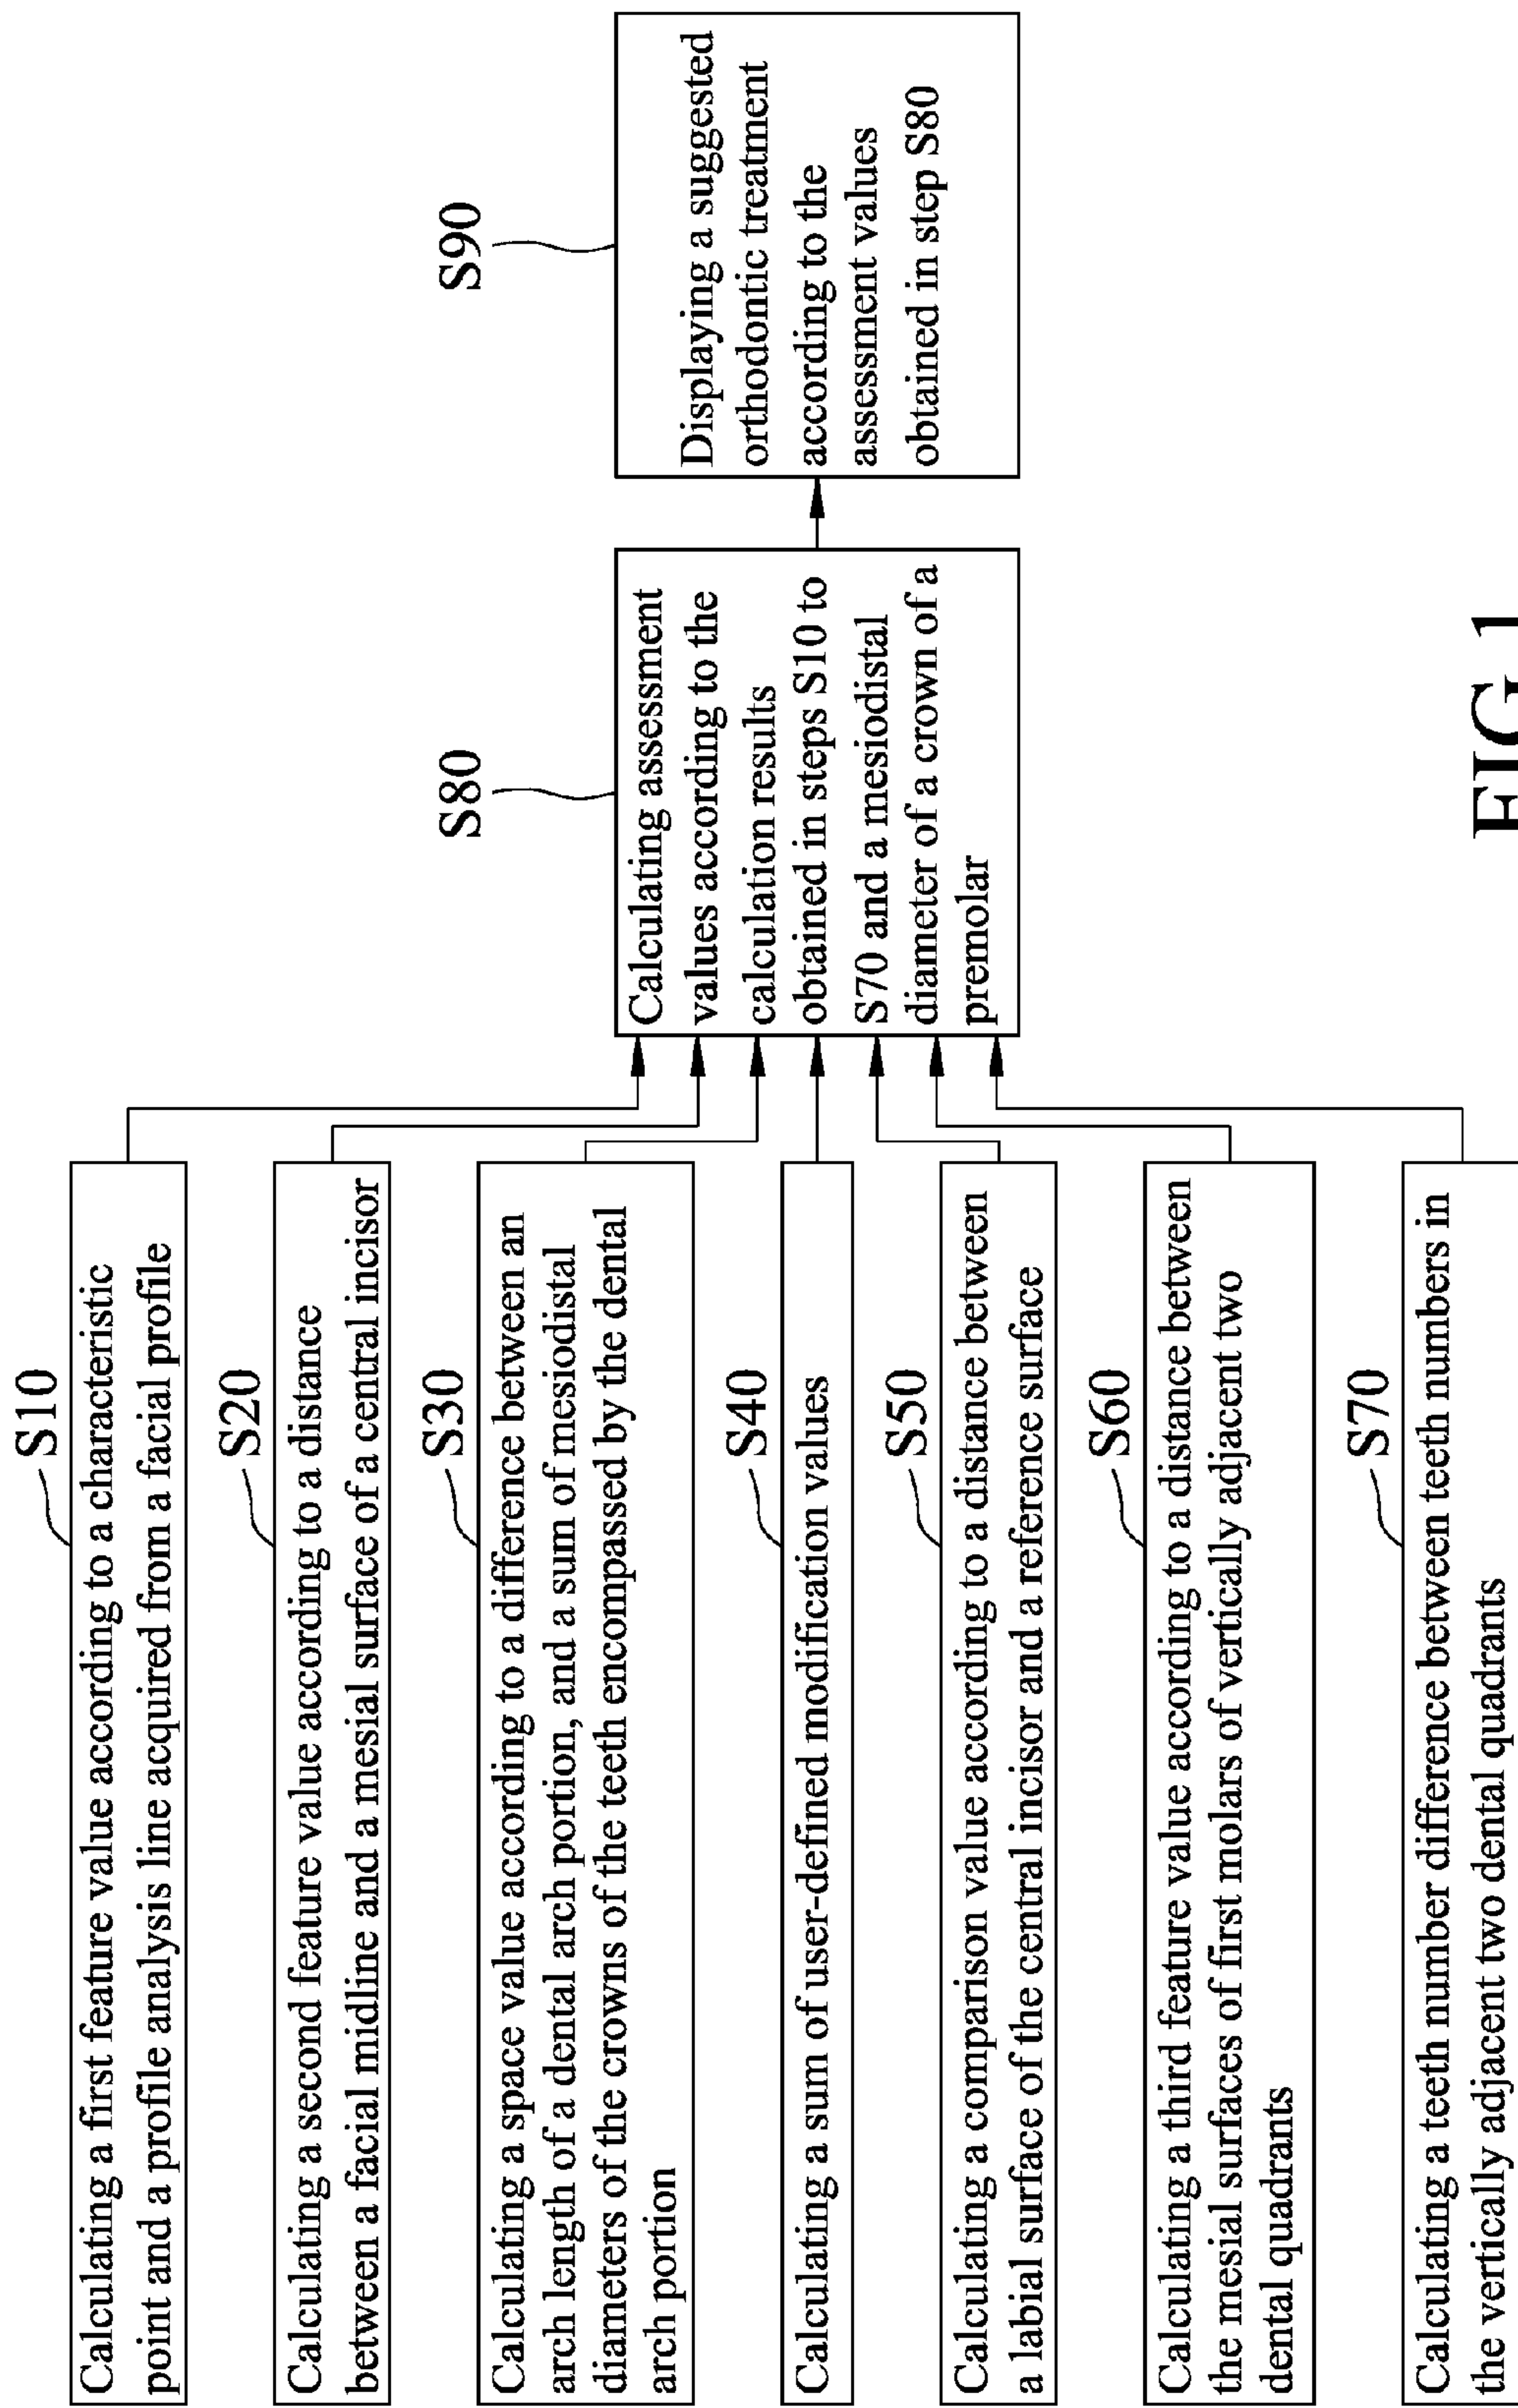 S10
Calculating a first feature value according to a characteristic
point and a profile analysis line acquired from a facial profile
S20
Calculating a second feature value according to a distance
between a facial midline and a mesial surface of a central incisor
S30
Calculating a space value according to a difference between an
arch length of a dental arch portion, and a sum of mesiodistal
diameters of the crowns of the teeth encompassed by the dental
arch portion
S40
Calculating a sum of user-defined modification values
S50
Calculating a comparison value according to a distance between
a labial surface of the central incisor and a reference surface
S60
Calculating a third feature value according to a distance between
the mesial surfaces of first molars of vertically adjacent two
dental quadrants
S70
Calculating a teeth number difference between teeth numbers in
the vertically adjacent two dental quadrants
S80
Calculating assessment
values according to the
calculation results
obtained in steps S10 to
S70 and a mesiodistal
diameter of a crown of a
premolar
S90
Displaying a suggested
orthodontic treatment
according to the
assessment values
obtained in step S80
FIG.1